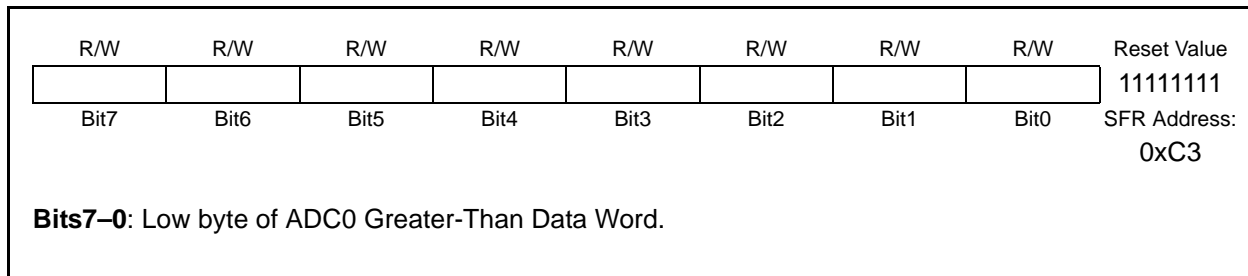 R/W R/W R/W R/W R/W R/W R/W R/W Reset Value
11111111
Bit7 Bit6 Bit5 Bit4 Bit3 Bit2 Bit1 Bit0 SFR Address:
0xC3
Bits7–0: Low byte of ADC0 Greater-Than Data Word.